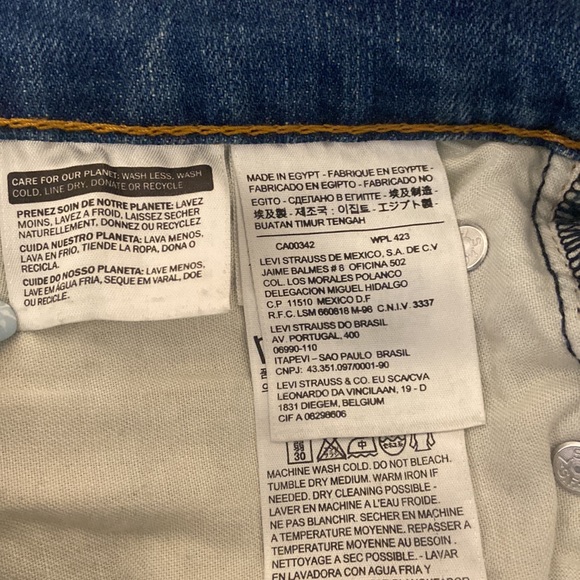 CARE FOR OUR PLANET: WASH LESS, WASH
COLD, LINE DRY, DONATE OR RECYCLE
PRENEZ SOIN DE NOTRE PLANETE: LAVEZ
MOINS, LAVEZ A FROID, LAISSEZ SECHER
NATURELLEMENT, DONNEZ OU RECYCLEZ
CUIDA NUESTRO PLANETA: LAVA MENOS,
LAVA EN FRIO, TIENDE LA ROPA, DONA O
RECICLA.
CUIDE DO NOSSO PLANETA: LAVE MENOS,
LAVE EM ÁGUA FRIA, SEQUE EM VARAL, DOE
OU RECICLE.
MADE IN EGYPT - FABRIQUE EN EGYPTE -
FABRICADO EN EGIPTO - FABRICADO NO
EGITO - СДЕЛАНО В ЕГИПТЕ - 埃及制造 -
埃及製造 - 제조국 : 이집트 - エジプト製 -
BUATAN TIMUR TENGAH
CA00342 WPL 423
LEVI STRAUSS DE MEXICO, S.A. DE C.V
JAIME BALMES # 8 OFICINA 502
COL. LOS MORALES POLANCO
DELEGACION MIGUEL HIDALGO
C.P 11510 MEXICO D.F
R.F.C. LSM 660818 M-96 C.N.I.V. 3337
LEVI STRAUSS DO BRASIL
AV. PORTUGAL, 400
06990-110
ITAPEVI - SAO PAULO BRASIL
CNPJ: 43.351.097/0001-90
LEVI STRAUSS & CO. EU SCA/CVA
LEONARDO DA VINCILAAN, 19 - D
1831 DIEGEM, BELGIUM
CIF A 08298606
30
MACHINE WASH COLD. DO NOT BLEACH.
TUMBLE DRY MEDIUM. WARM IRON IF
NEEDED. DRY CLEANING POSSIBLE -
LAVER EN MACHINE A L'EAU FROIDE.
NE PAS BLANCHIR. SECHER EN MACHINE A
TEMPERATURE MOYENNE. REPASSER A
TEMPERATURE MOYENNE AU BESOIN .
NETTOYAGE A SEC POSSIBLE. - LAVAR
EN LAVADORA CON AGUA FRIA Y